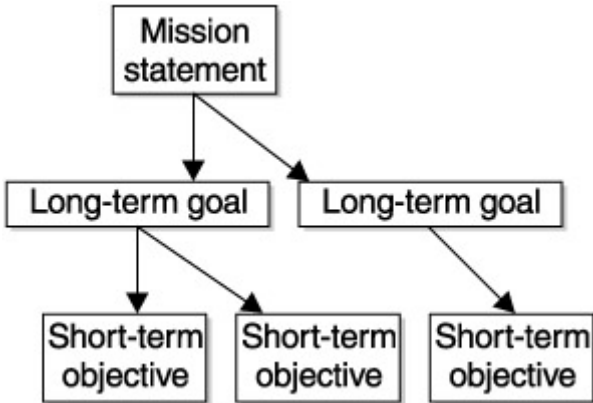 Mission
statement
Long-term goal
Long-term goal
Short-term
objective
Short-term
objective
Short-term
objective